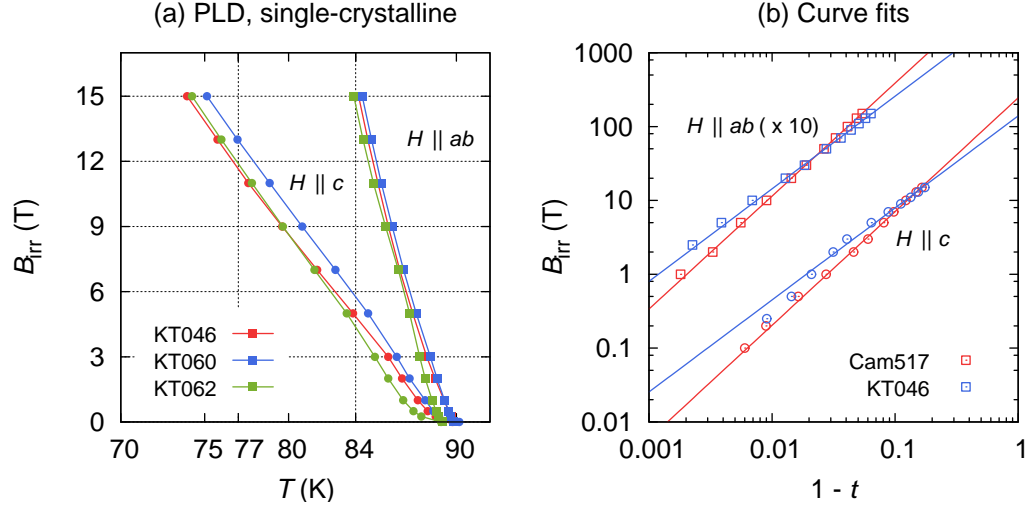 (a) PLD, single-crystalline
B_irr (T)
15
12
9
6
3
0
70
75
77
80
84
90
T (K)
H || ab
H || c
KT046
KT060
KT062
(b) Curve fits
B_irr (T)
1000
100
10
1
0.1
0.01
0.001
0.01
0.1
1
1 - t
H || ab ( x 10)
H || c
Cam517
KT046